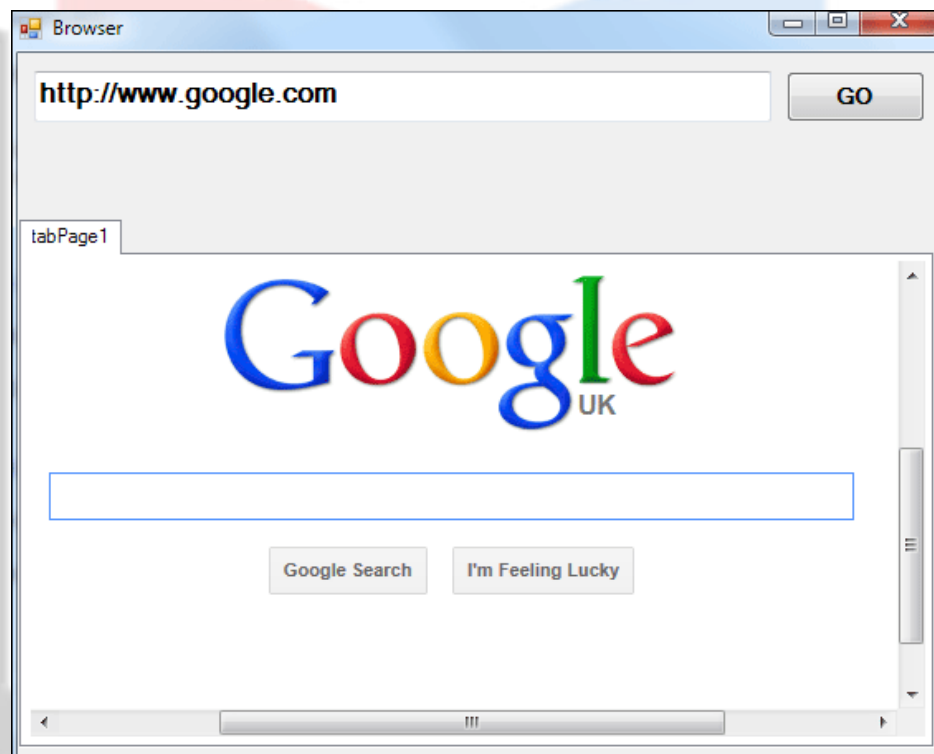 Browser
http://www.google.com
GO
tabPage1
Google
UK
Google Search
I'm Feeling Lucky